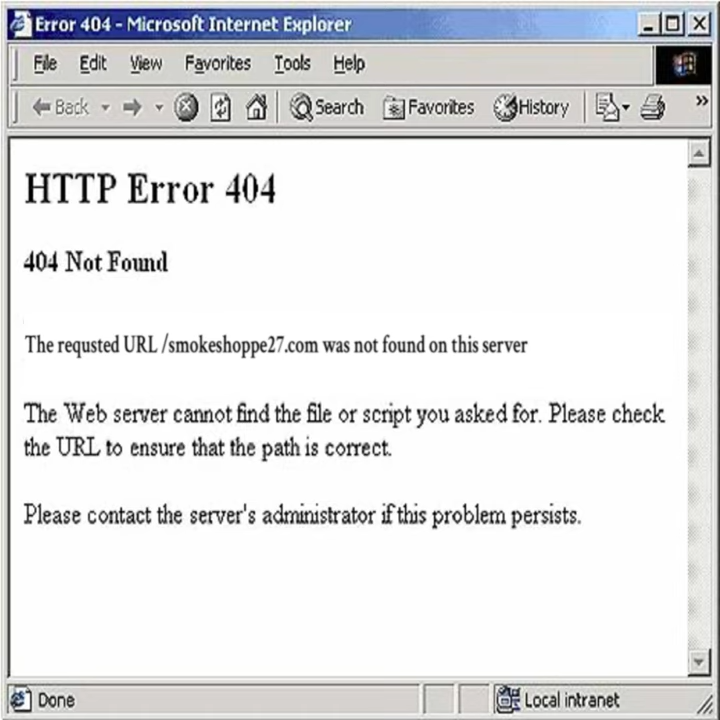 Error 404 - Microsoft Internet Explorer
File Edit View Favorites Tools Help
Back Search Favorites History »
HTTP Error 404
404 Not Found
The requsted URL /smokeshoppe27.com was not found on this server
The Web server cannot find the file or script you asked for. Please check
the URL to ensure that the path is correct.
Please contact the server's administrator if this problem persists.
Done Local intranet